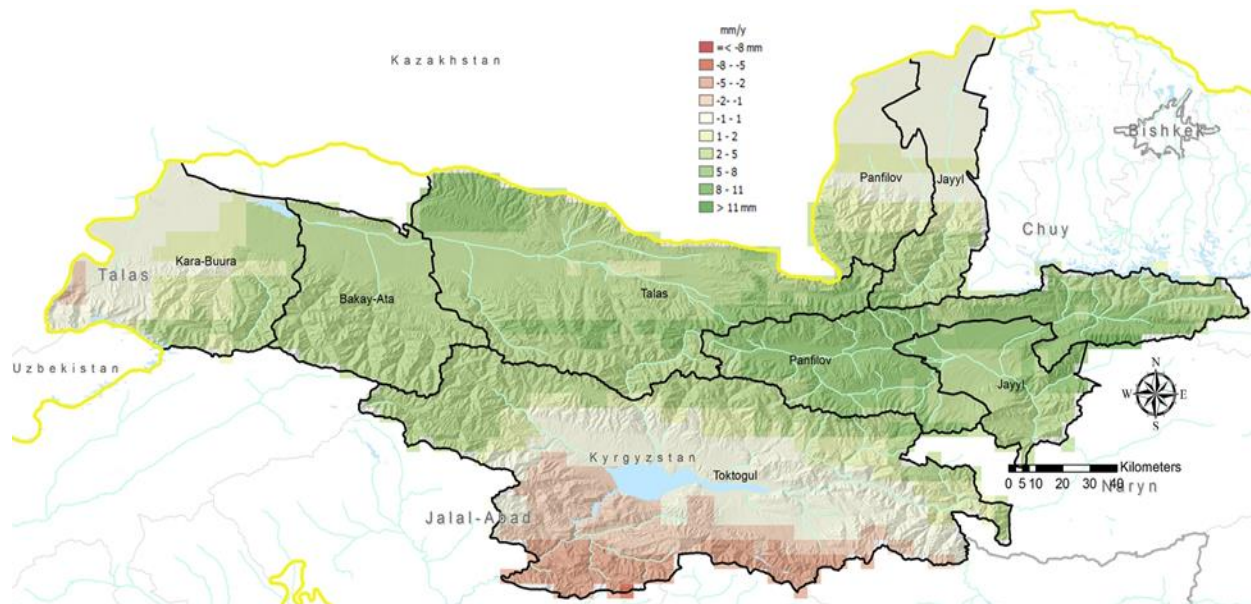 mm/y
=< -8 mm
-8 - -5
-5 - -2
-2- -1
-1 - 1
1 - 2
2 - 5
5 - 8
8 - 11
> 11 mm
Kazakhstan
Bishkek
Panfilov
Jayyl
Chuy
Kara-Buura
Talas
Bakay-Ata
Talas
Panfilov
Jayyl
Uzbekistan
N
W
E
S
Kyrgyzstan
Toktogul
Kilometers
0 5 10 20 30 40
Naryn
Jalal-Abad